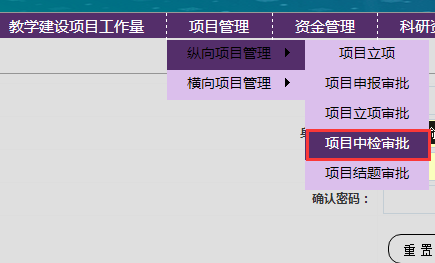 教学建设项目工作量 项目管理 资金管理 科研
纵向项目管理 项目立项
横向项目管理 项目申报审批
项目立项审批
项目中检审批
项目结题审批
确认密码：
重 置